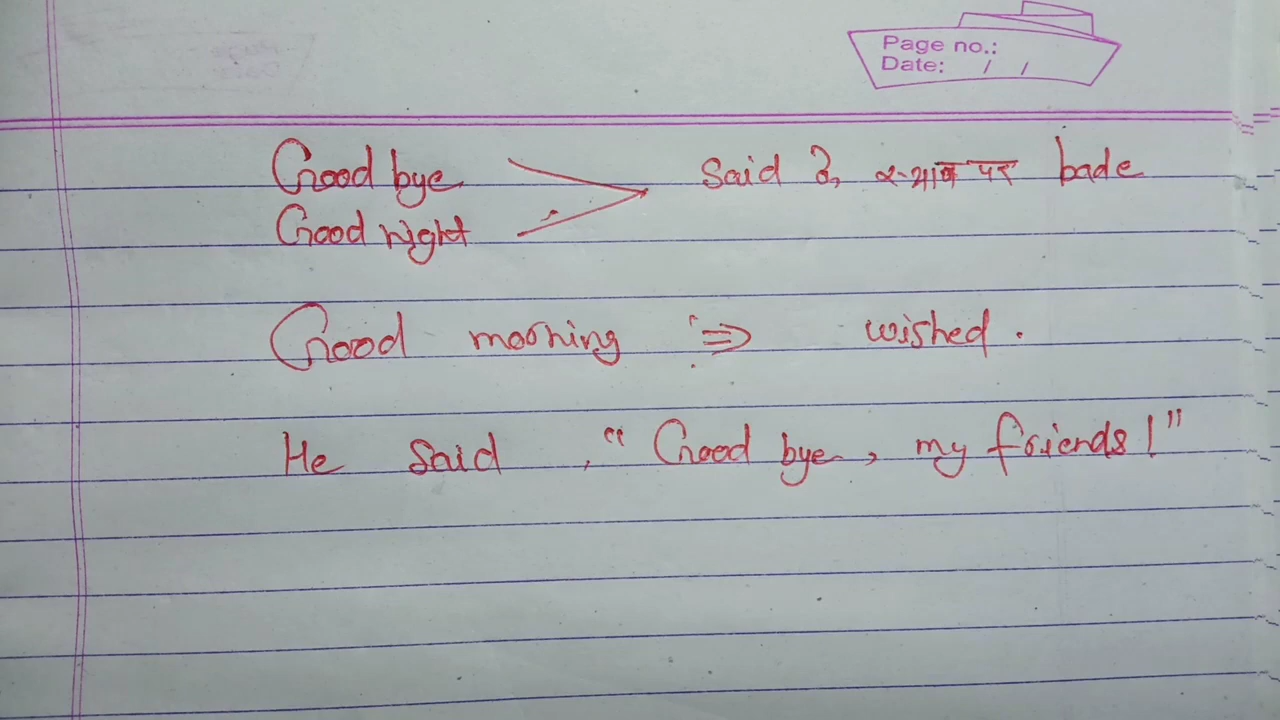 Page no.:
Date: / /
Good bye
Good night
Said के स्थान पर bade
Good morning ⇒ wished.
He said, "Good bye, my friends!"